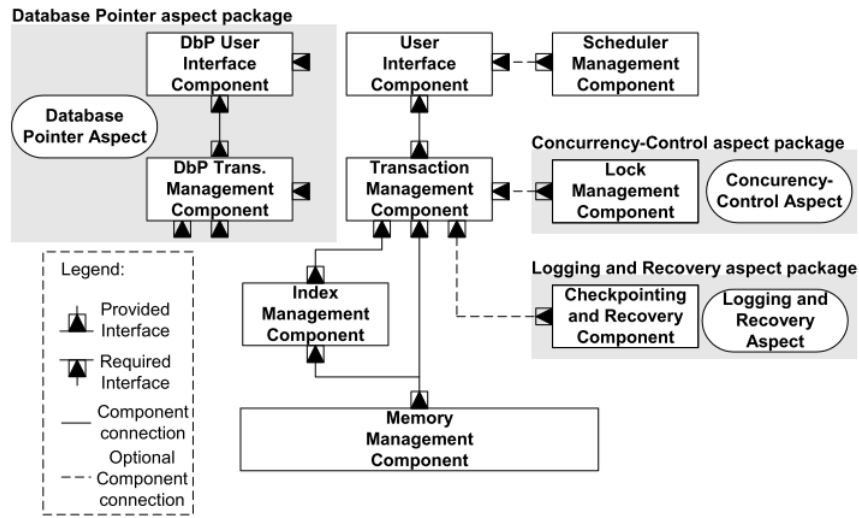 Database Pointer aspect package
DbP User
Interface
Component
User
Interface
Component
Scheduler
Management
Component
Database
Pointer Aspect
DbP Trans.
Management
Component
Transaction
Management
Component
Concurrency-Control aspect package
Lock
Management
Component
Concurency-
Control Aspect
Legend:
Provided
Interface
Required
Interface
Component
connection
Optional
Component
connection
Index
Management
Component
Logging and Recovery aspect package
Checkpointing
and Recovery
Component
Logging and
Recovery
Aspect
Memory
Management
Component